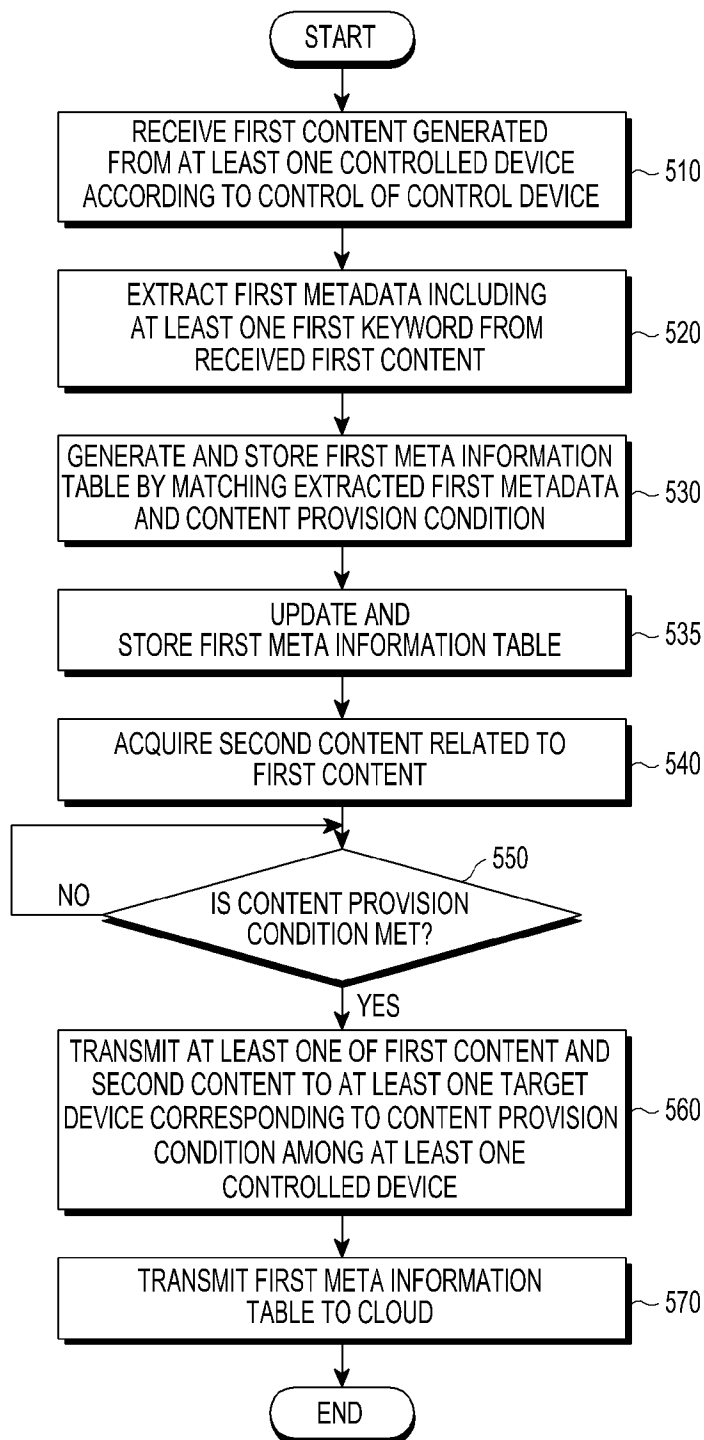 START
RECEIVE FIRST CONTENT GENERATED
FROM AT LEAST ONE CONTROLLED DEVICE
ACCORDING TO CONTROL OF CONTROL DEVICE
510
EXTRACT FIRST METADATA INCLUDING
AT LEAST ONE FIRST KEYWORD FROM
RECEIVED FIRST CONTENT
520
GENERATE AND STORE FIRST META INFORMATION
TABLE BY MATCHING EXTRACTED FIRST METADATA
AND CONTENT PROVISION CONDITION
530
UPDATE AND
STORE FIRST META INFORMATION TABLE
535
ACQUIRE SECOND CONTENT RELATED TO
FIRST CONTENT
540
550
NO
IS CONTENT PROVISION
CONDITION MET?
YES
TRANSMIT AT LEAST ONE OF FIRST CONTENT AND
SECOND CONTENT TO AT LEAST ONE TARGET
DEVICE CORRESPONDING TO CONTENT PROVISION
CONDITION AMONG AT LEAST ONE
CONTROLLED DEVICE
560
TRANSMIT FIRST META INFORMATION
TABLE TO CLOUD
570
END